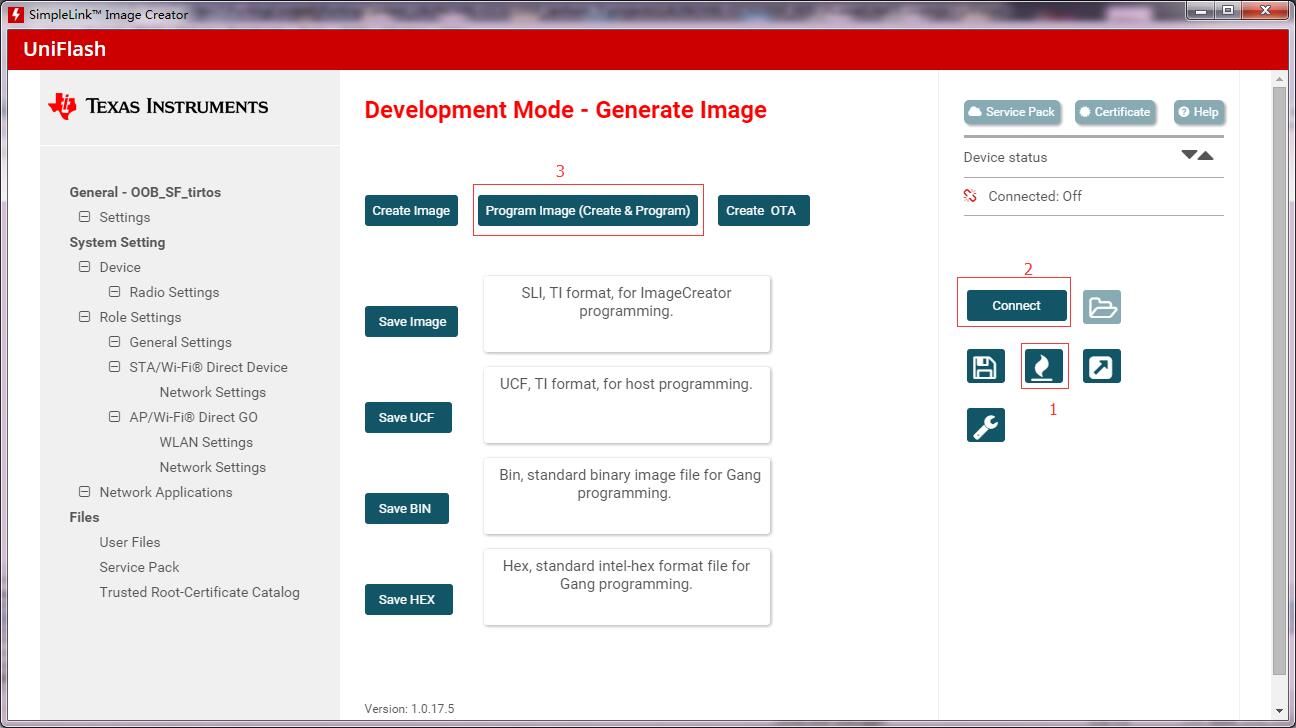 SimpleLink™ Image Creator
UniFlash
TEXAS INSTRUMENTS
General - OOB_SF_tirtos
Settings
System Setting
Device
Radio Settings
Role Settings
General Settings
STA/Wi-Fi® Direct Device
Network Settings
AP/Wi-Fi® Direct GO
WLAN Settings
Network Settings
Network Applications
Files
User Files
Service Pack
Trusted Root-Certificate Catalog
Development Mode - Generate Image
3
Create Image
Program Image (Create & Program)
Create OTA
Save Image
SLI, TI format, for ImageCreator
programming.
Save UCF
UCF, TI format, for host programming.
Save BIN
Bin, standard binary image file for Gang
programming.
Save HEX
Hex, standard intel-hex format file for
Gang programming.
Version: 1.0.17.5
Service Pack
Certificate
Help
Device status
Connected: Off
2
Connect
1